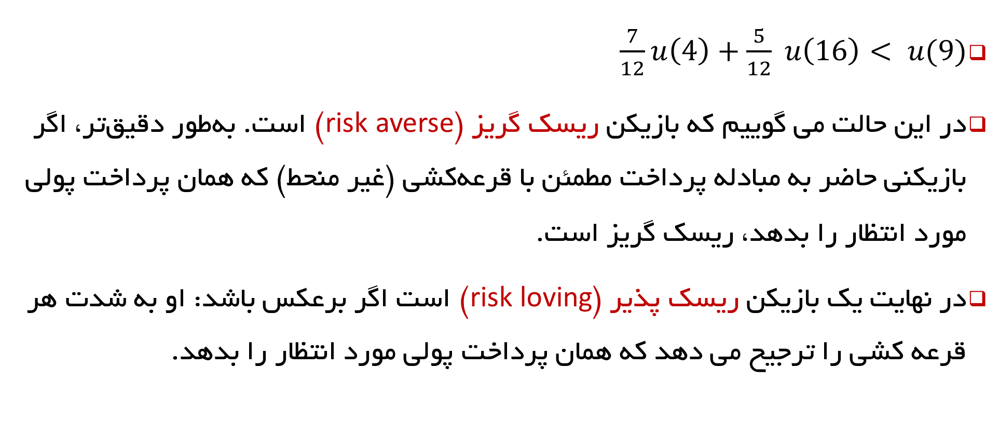 ❑ 7/12 u(4) + 5/12 u(16) < u(9)
❑در این حالت می گوییم که بازیکن ریسک گریز (risk averse) است. به‌طور دقیق‌تر، اگر
بازیکنی حاضر به مبادله پرداخت مطمئن با قرعه‌کشی (غیر منحط) که همان پرداخت پولی
مورد انتظار را بدهد، ریسک گریز است.
❑در نهایت یک بازیکن ریسک پذیر (risk loving) است اگر برعکس باشد: او به شدت هر
قرعه کشی را ترجیح می دهد که همان پرداخت پولی مورد انتظار را بدهد.